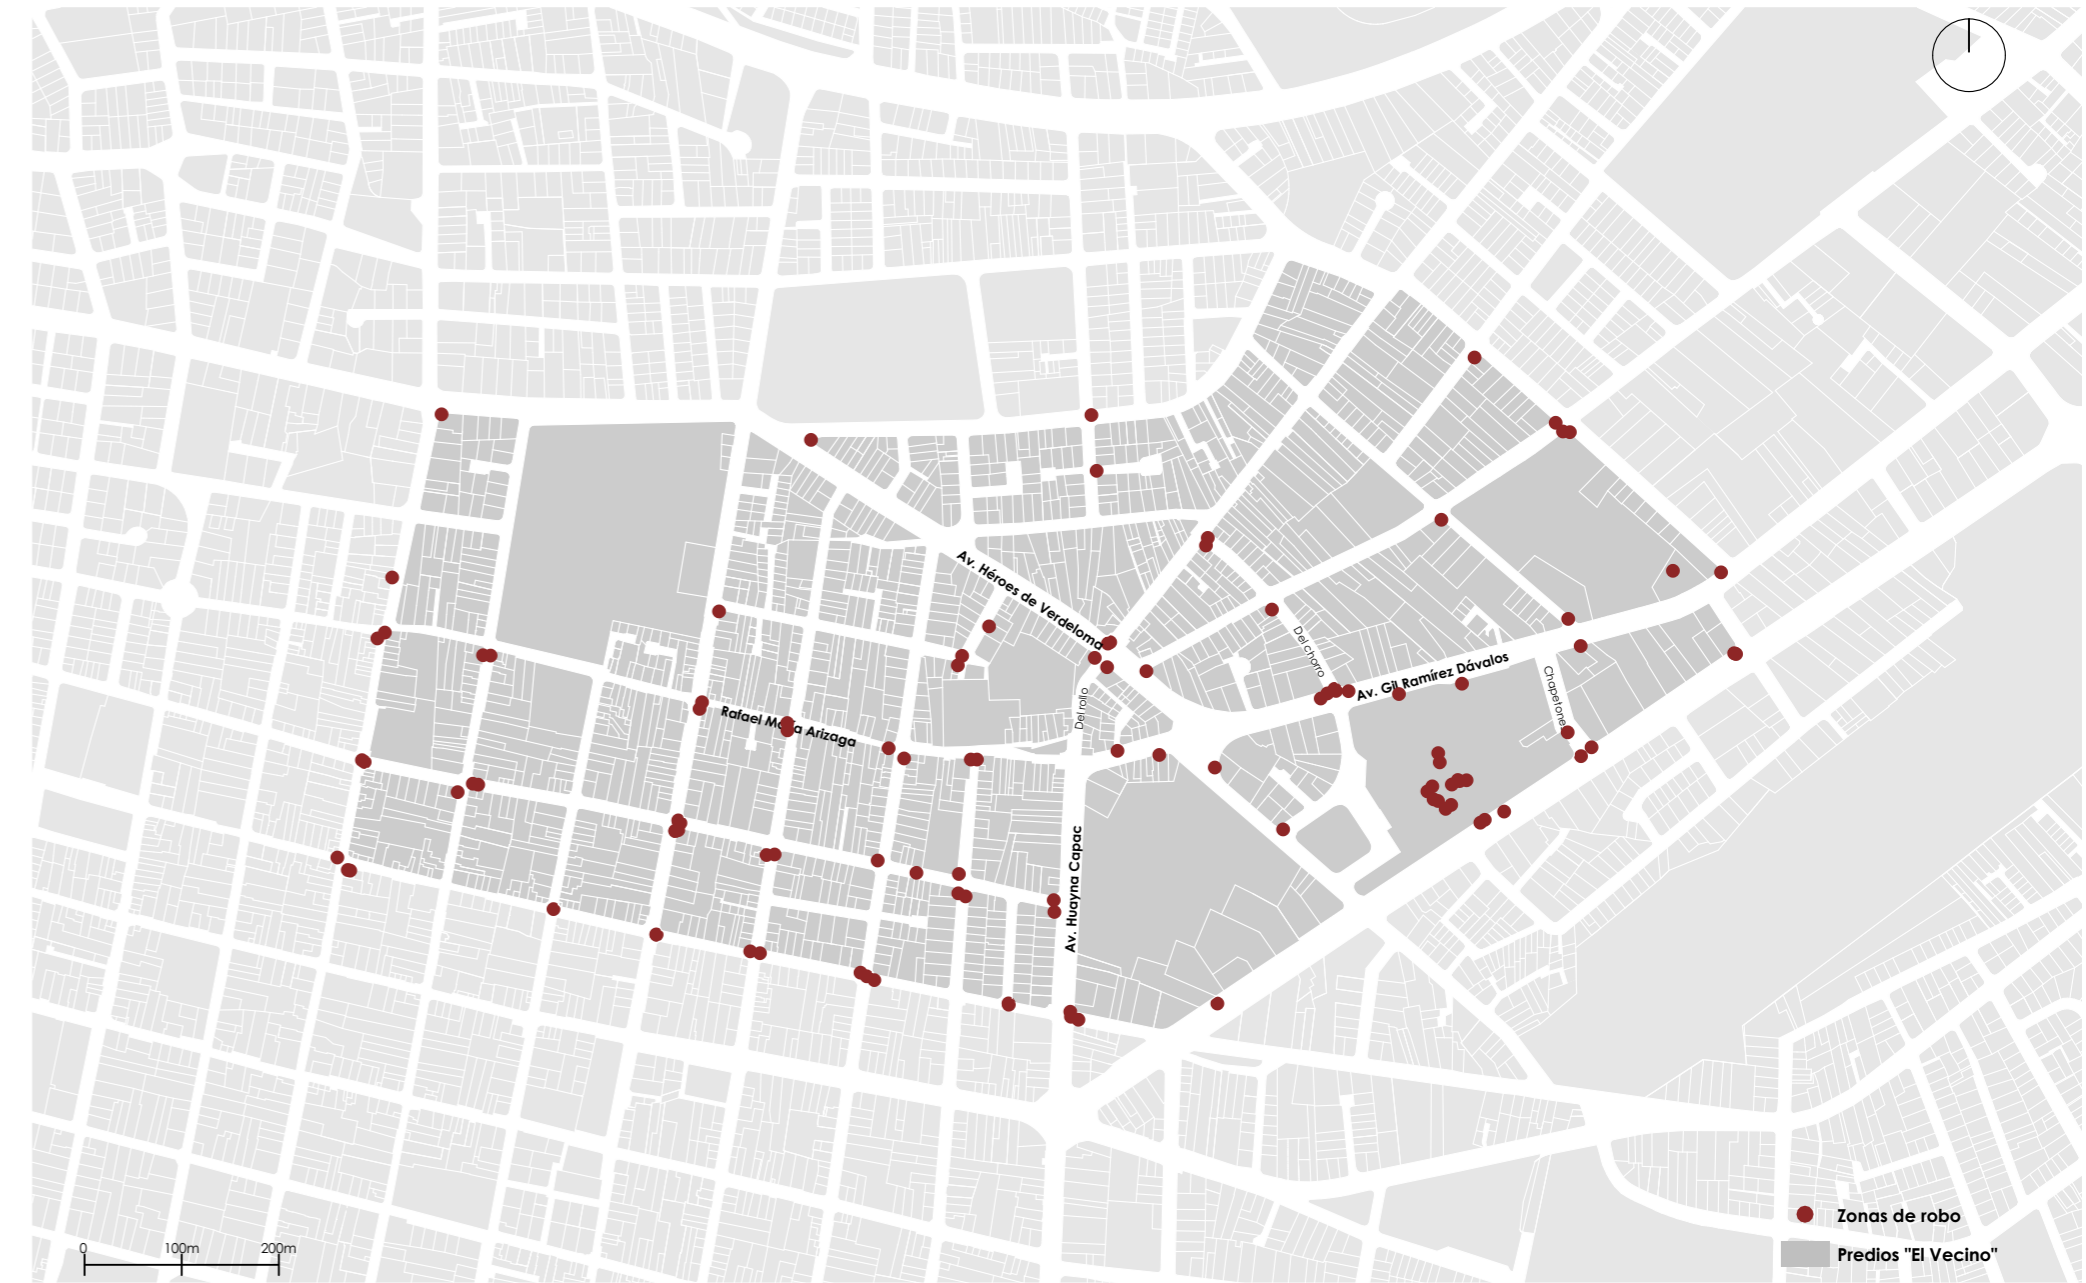 Av. Héroes de Verdeloma
Del chorro
Av. Gil Ramírez Dávalos
Chapetone
Del rollo
Rafael M a Arizaga
Av. Huayna Capac
Zonas de robo
Predios "El Vecino"
0 100m 200m